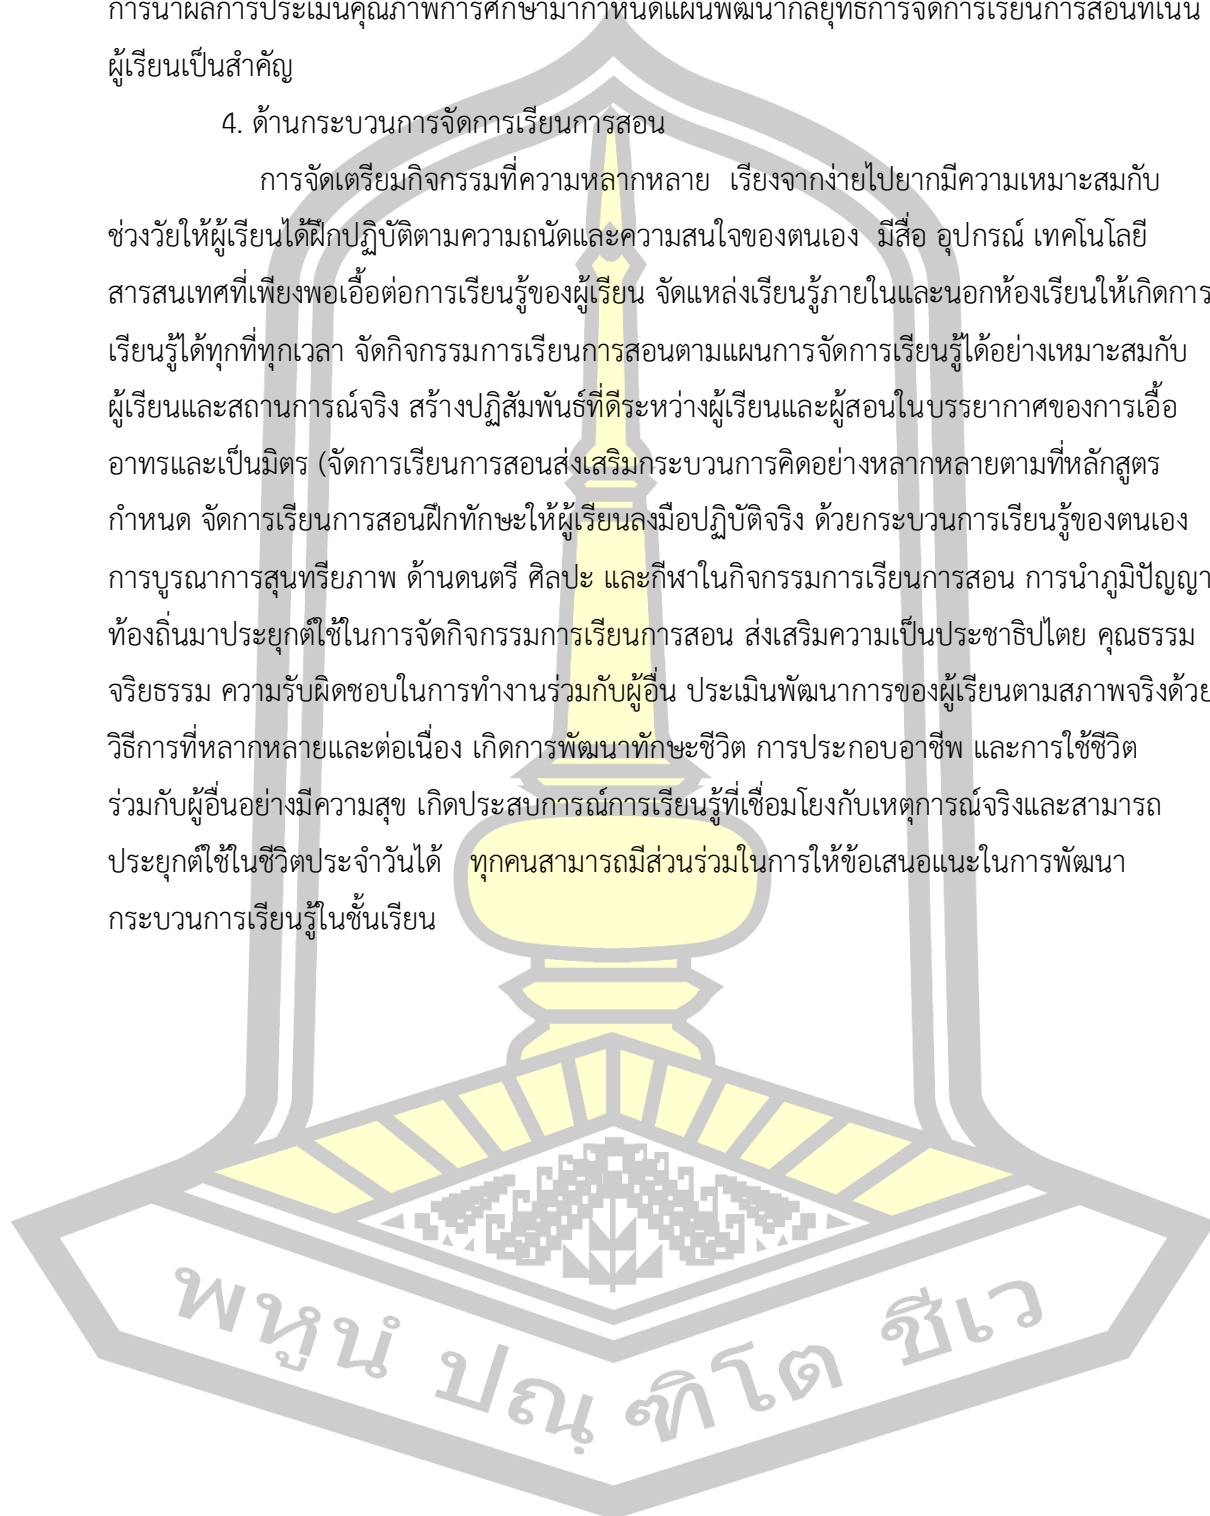 การนำผลการประเมินคุณภาพการศึกษามากำหนดแผนพัฒนากลยุทธ์การจัดการเรียนการสอนที่เน้น
ผู้เรียนเป็นสำคัญ
4. ด้านกระบวนการจัดการเรียนการสอน
การจัดเตรียมกิจกรรมที่ความหลากหลาย เรียงจากง่ายไปยากมีความเหมาะสมกับ
ช่วงวัยให้ผู้เรียนได้ฝึกปฏิบัติตามความถนัดและความสนใจของตนเอง มีสื่อ อุปกรณ์ เทคโนโลยี
สารสนเทศที่เพียงพอเอื้อต่อการเรียนรู้ของผู้เรียน จัดแหล่งเรียนรู้ภายในและนอกห้องเรียนให้เกิดการ
เรียนรู้ได้ทุกที่ทุกเวลา จัดกิจกรรมการเรียนการสอนตามแผนการจัดการเรียนรู้ได้อย่างเหมาะสมกับ
ผู้เรียนและสถานการณ์จริง สร้างปฏิสัมพันธ์ที่ดีระหว่างผู้เรียนและผู้สอนในบรรยากาศของการเอื้อ
อาทรและเป็นมิตร (จัดการเรียนการสอนส่งเสริมกระบวนการคิดอย่างหลากหลายตามที่หลักสูตร
กำหนด จัดการเรียนการสอนฝึกทักษะให้ผู้เรียนลงมือปฏิบัติจริง ด้วยกระบวนการเรียนรู้ของตนเอง
การบูรณาการสุนทรียภาพ ด้านดนตรี ศิลปะ และกีฬาในกิจกรรมการเรียนการสอน การนำภูมิปัญญา
ท้องถิ่นมาประยุกต์ใช้ในการจัดกิจกรรมการเรียนการสอน ส่งเสริมความเป็นประชาธิปไตย คุณธรรม
จริยธรรม ความรับผิดชอบในการทำงานร่วมกับผู้อื่น ประเมินพัฒนาการของผู้เรียนตามสภาพจริงด้วย
วิธีการที่หลากหลายและต่อเนื่อง เกิดการพัฒนาทักษะชีวิต การประกอบอาชีพ และการใช้ชีวิต
ร่วมกับผู้อื่นอย่างมีความสุข เกิดประสบการณ์การเรียนรู้ที่เชื่อมโยงกับเหตุการณ์จริงและสามารถ
ประยุกต์ใช้ในชีวิตประจำวันได้ ทุกคนสามารถมีส่วนร่วมในการให้ข้อเสนอแนะในการพัฒนา
กระบวนการเรียนรู้ในชั้นเรียน
พหูนํ ปณฺฑิโต ชีเว